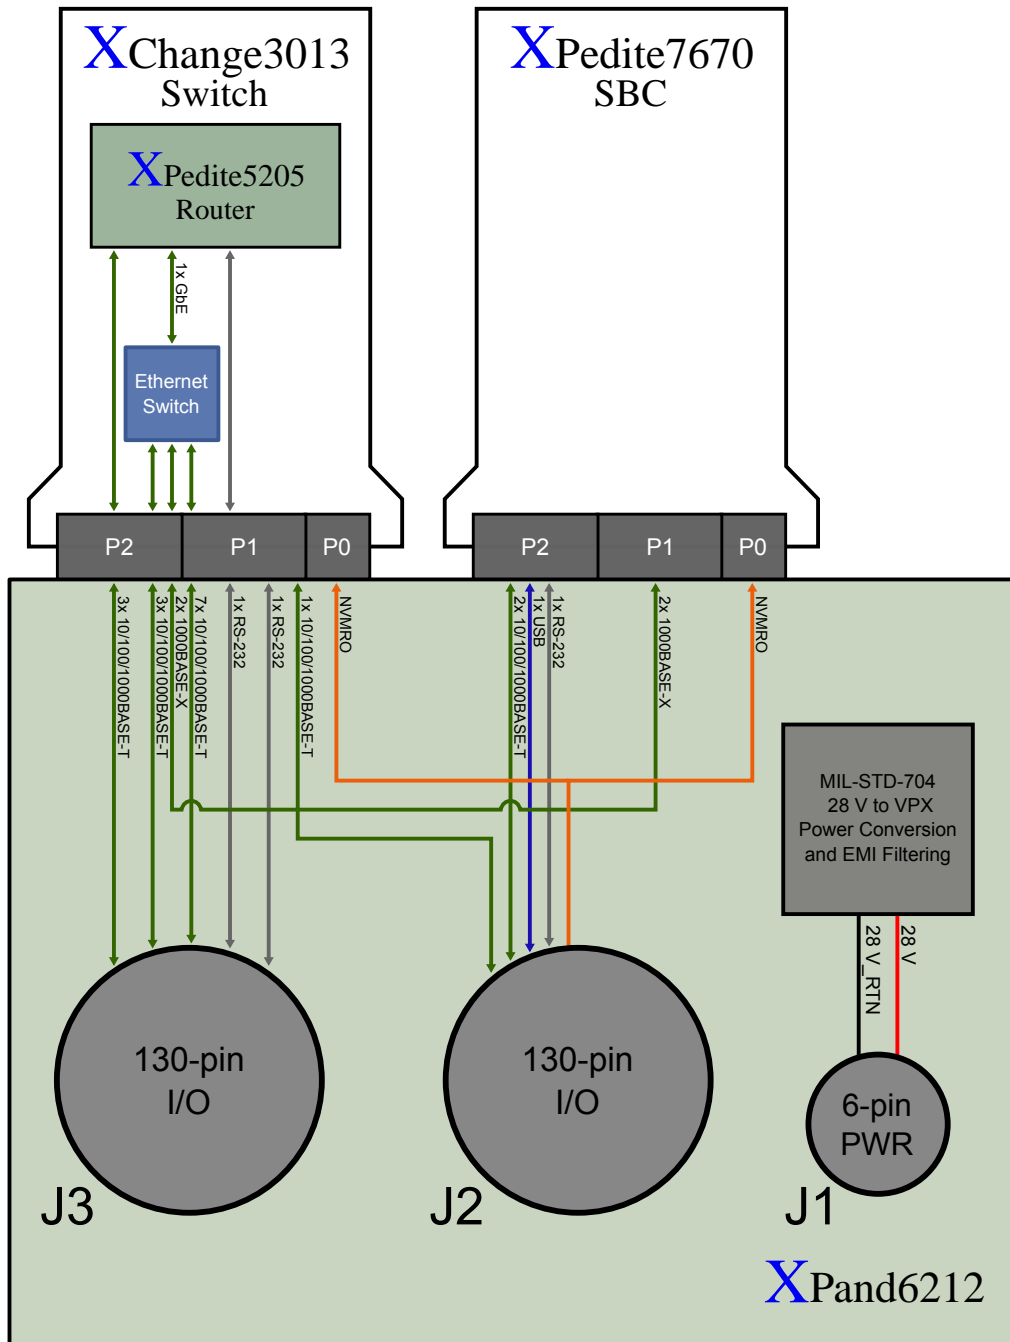 XChange3013
Switch
XPedite5205
Router
1x GbE
Ethernet
Switch
P2
P1
P0
XPedite7670
SBC
P2
P1
P0
3x 10/100/1000BASE-T
3x 10/100/1000BASE-T
2x 1000BASE-X
7x 10/100/1000BASE-T
1x RS-232
1x RS-232
1x 10/100/1000BASE-T
NVMRO
2x 10/100/1000BASE-T
1x USB
1x RS-232
2x 1000BASE-X
NVMRO
MIL-STD-704
28 V to VPX
Power Conversion
and EMI Filtering
28 V_RTN
28 V
130-pin
I/O
J3
130-pin
I/O
J2
6-pin
PWR
J1
XPand6212